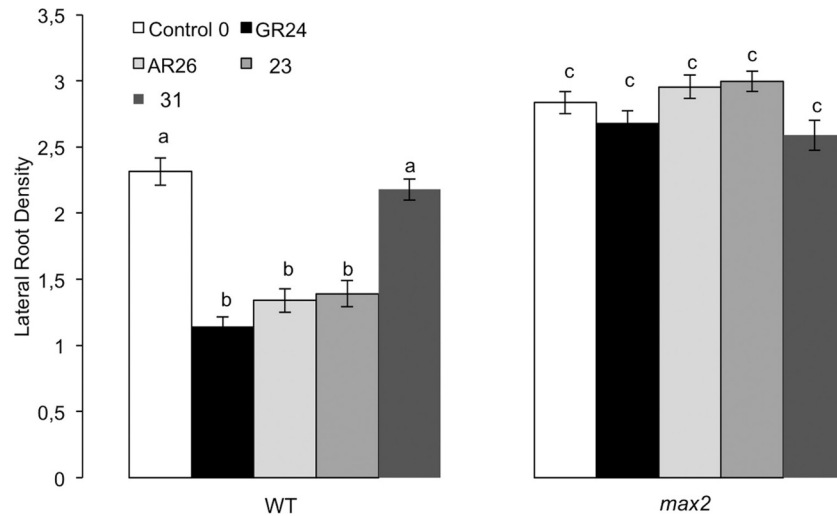 3,5
3
2,5
2
1,5
1
0,5
0
Lateral Root Density
Control 0 GR24
AR26 23
31
a
b
b
b
a
c
c
c
c
c
WT
max2